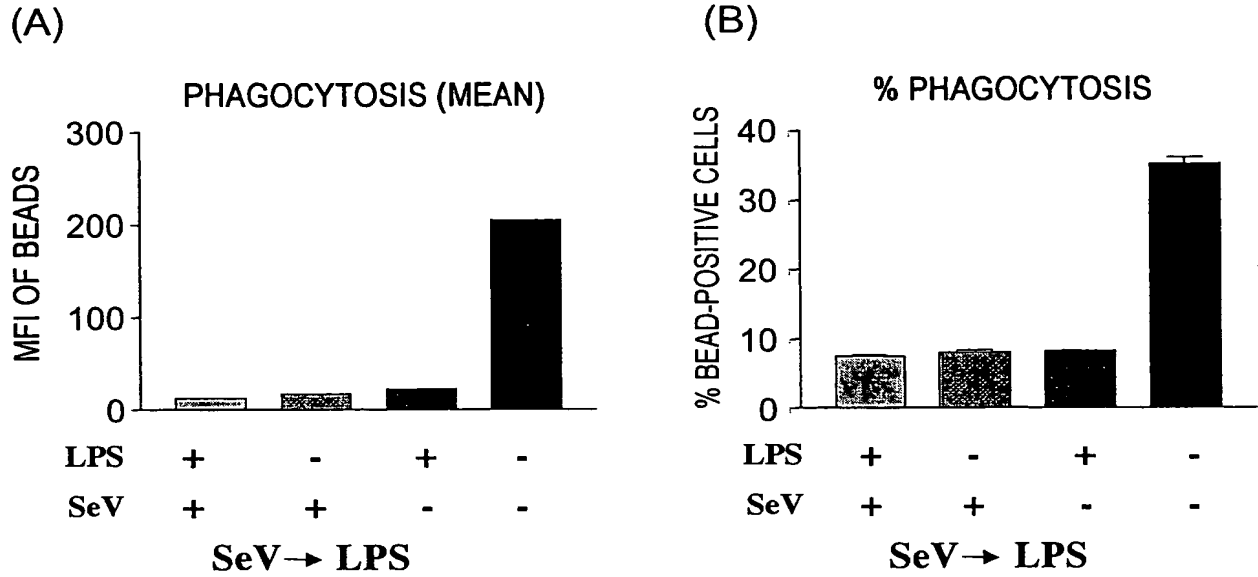 (A)
PHAGOCYTOSIS (MEAN)
MFI OF BEADS
300
200
100
0
LPS + - + -
SeV + + - -
SeV→ LPS
(B)
% PHAGOCYTOSIS
% BEAD-POSITIVE CELLS
40
30
20
10
0
LPS + - + -
SeV + + - -
SeV→ LPS